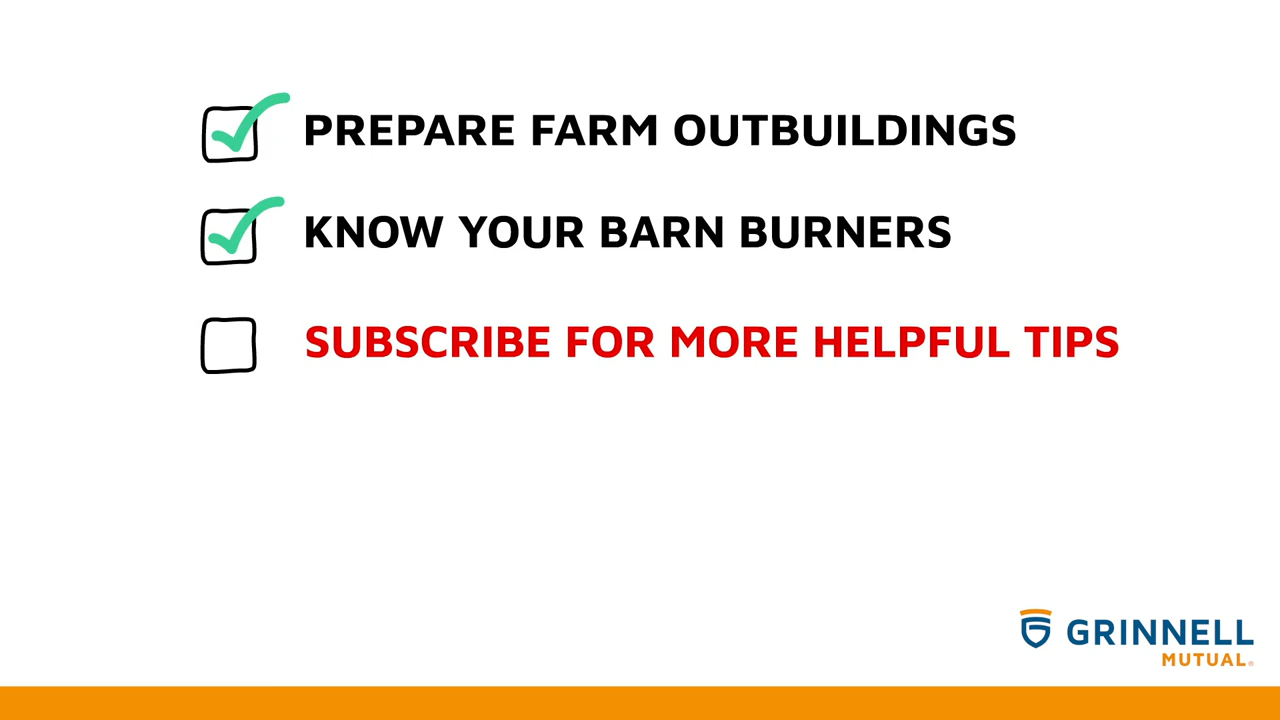 PREPARE FARM OUTBUILDINGS
KNOW YOUR BARN BURNERS
SUBSCRIBE FOR MORE HELPFUL TIPS
GRINNELL
MUTUAL®